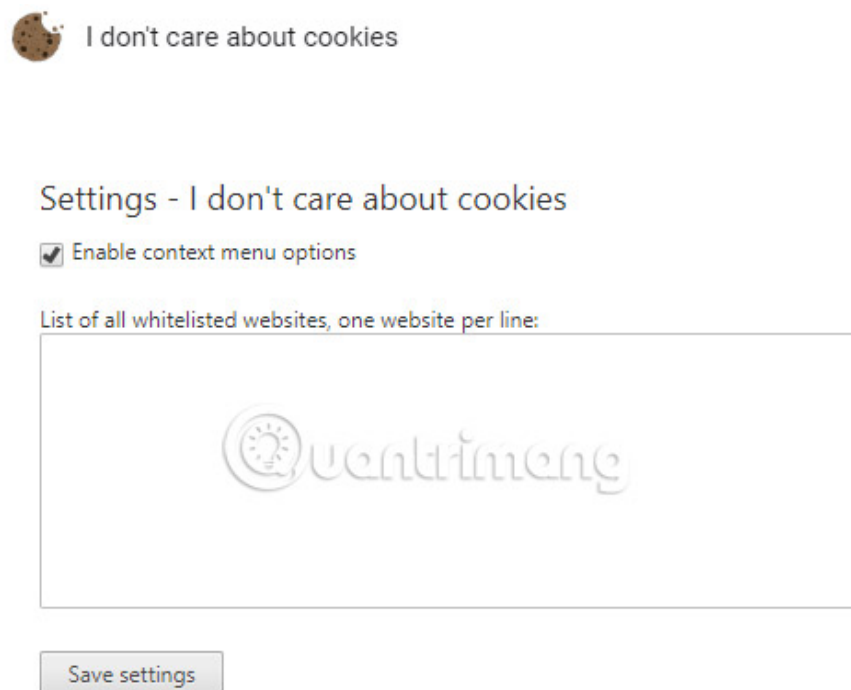 I don't care about cookies
Settings - I don't care about cookies
Enable context menu options
List of all whitelisted websites, one website per line:
Quantrimang
Save settings